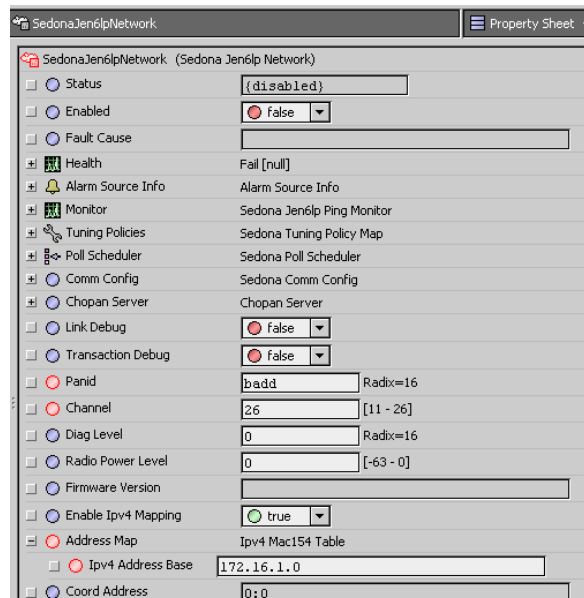 SedonaJen6lpNetwork Property Sheet
SedonaJen6lpNetwork (Sedona Jen6lp Network)
Status {disabled}
Enabled false
Fault Cause
Health Fail [null]
Alarm Source Info Alarm Source Info
Monitor Sedona Jen6lp Ping Monitor
Tuning Policies Sedona Tuning Policy Map
Poll Scheduler Sedona Poll Scheduler
Comm Config Sedona Comm Config
Chopan Server Chopan Server
Link Debug false
Transaction Debug false
Panid badd Radix=16
Channel 26 [11 - 26]
Diag Level 0 Radix=16
Radio Power Level 0 [-63 - 0]
Firmware Version
Enable Ipv4 Mapping true
Address Map Ipv4 Mac154 Table
Ipv4 Address Base 172.16.1.0
Coord Address 0:0